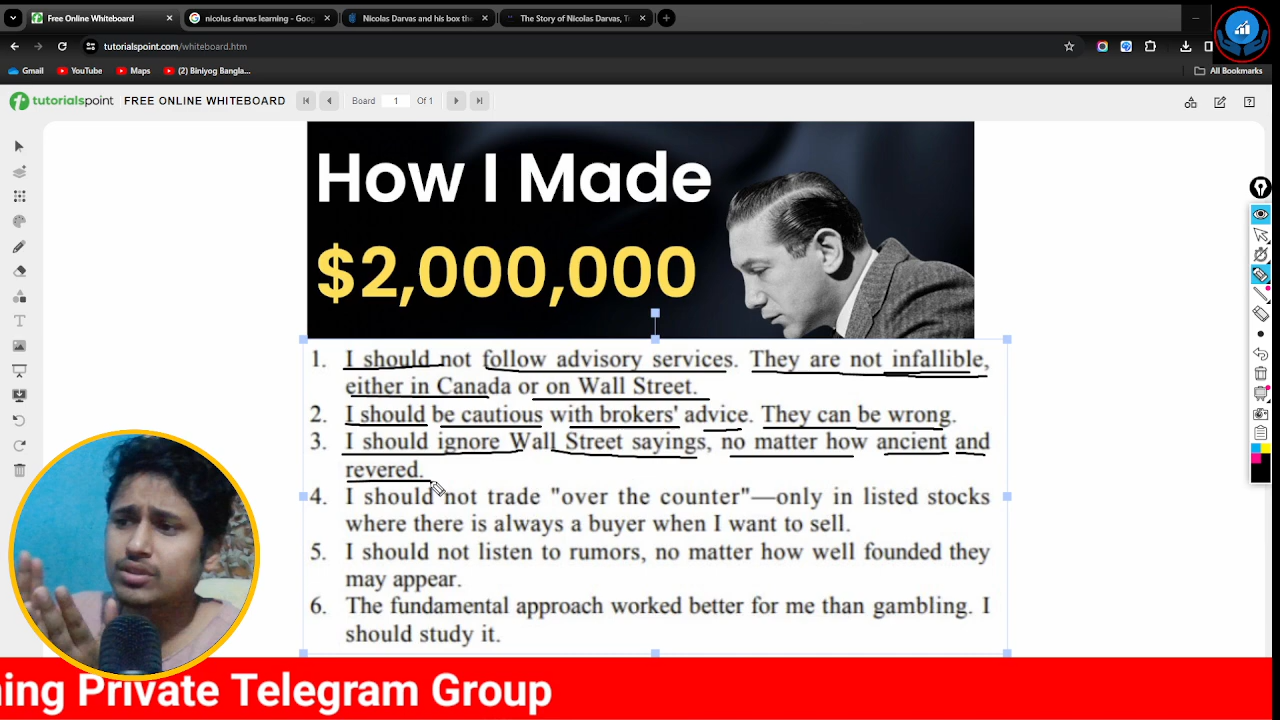 Free Online Whiteboard
nicolus darvas learning - Goog
Nicolas Darvas and his box the
The Story of Nicolas Darvas, T
tutorialspoint.com/whiteboard.htm
Gmail
YouTube
Maps
(2) Biniyog Bangla...
All Bookmarks
tutorialspoint
FREE ONLINE WHITEBOARD
Board
1
Of 1
How I Made
$2,000,000
1. I should not follow advisory services. They are not infallible,
either in Canada or on Wall Street.
2. I should be cautious with brokers' advice. They can be wrong.
3. I should ignore Wall Street sayings, no matter how ancient and
revered.
4. I should not trade "over the counter"—only in listed stocks
where there is always a buyer when I want to sell.
5. I should not listen to rumors, no matter how well founded they
may appear.
6. The fundamental approach worked better for me than gambling. I
should study it.
ning Private Telegram Group